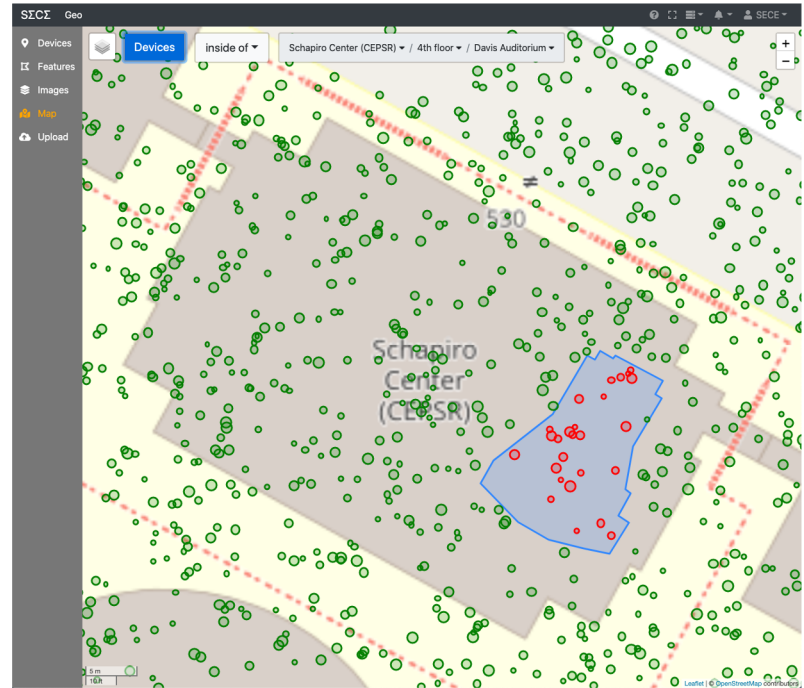 SΣCΣ Geo SECE
Devices
Features
Images
Map
Upload
Devices inside of Schapiro Center (CEPSR) / 4th floor / Davis Auditorium
+
−
≠
530
Schapiro
Center
(CEPSR)
5 m
10 ft
Leaflet | © OpenStreetMap contributors